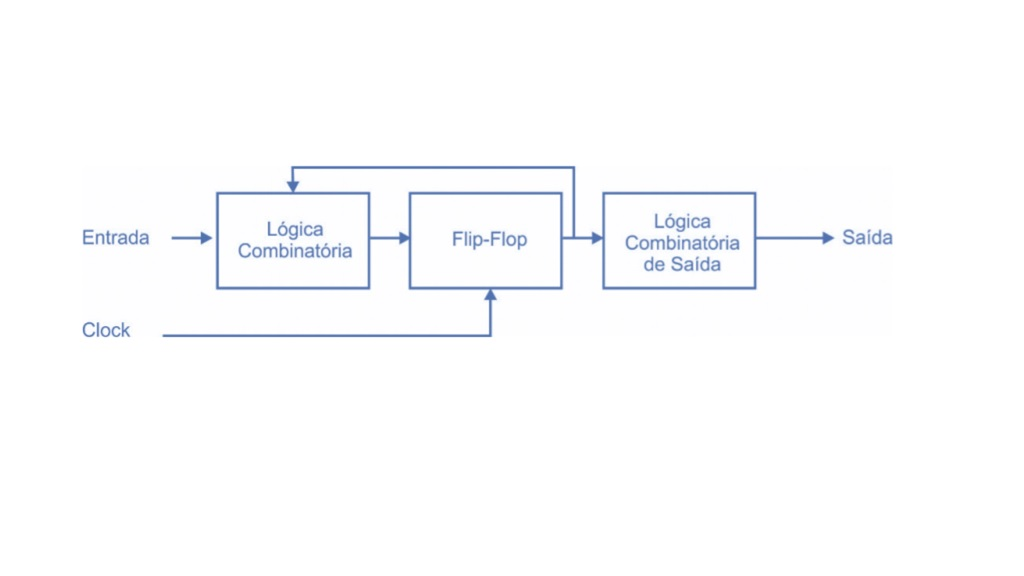 Entrada
Lógica
Combinatória
Flip-Flop
Lógica
Combinatória
de Saída
Saída
Clock